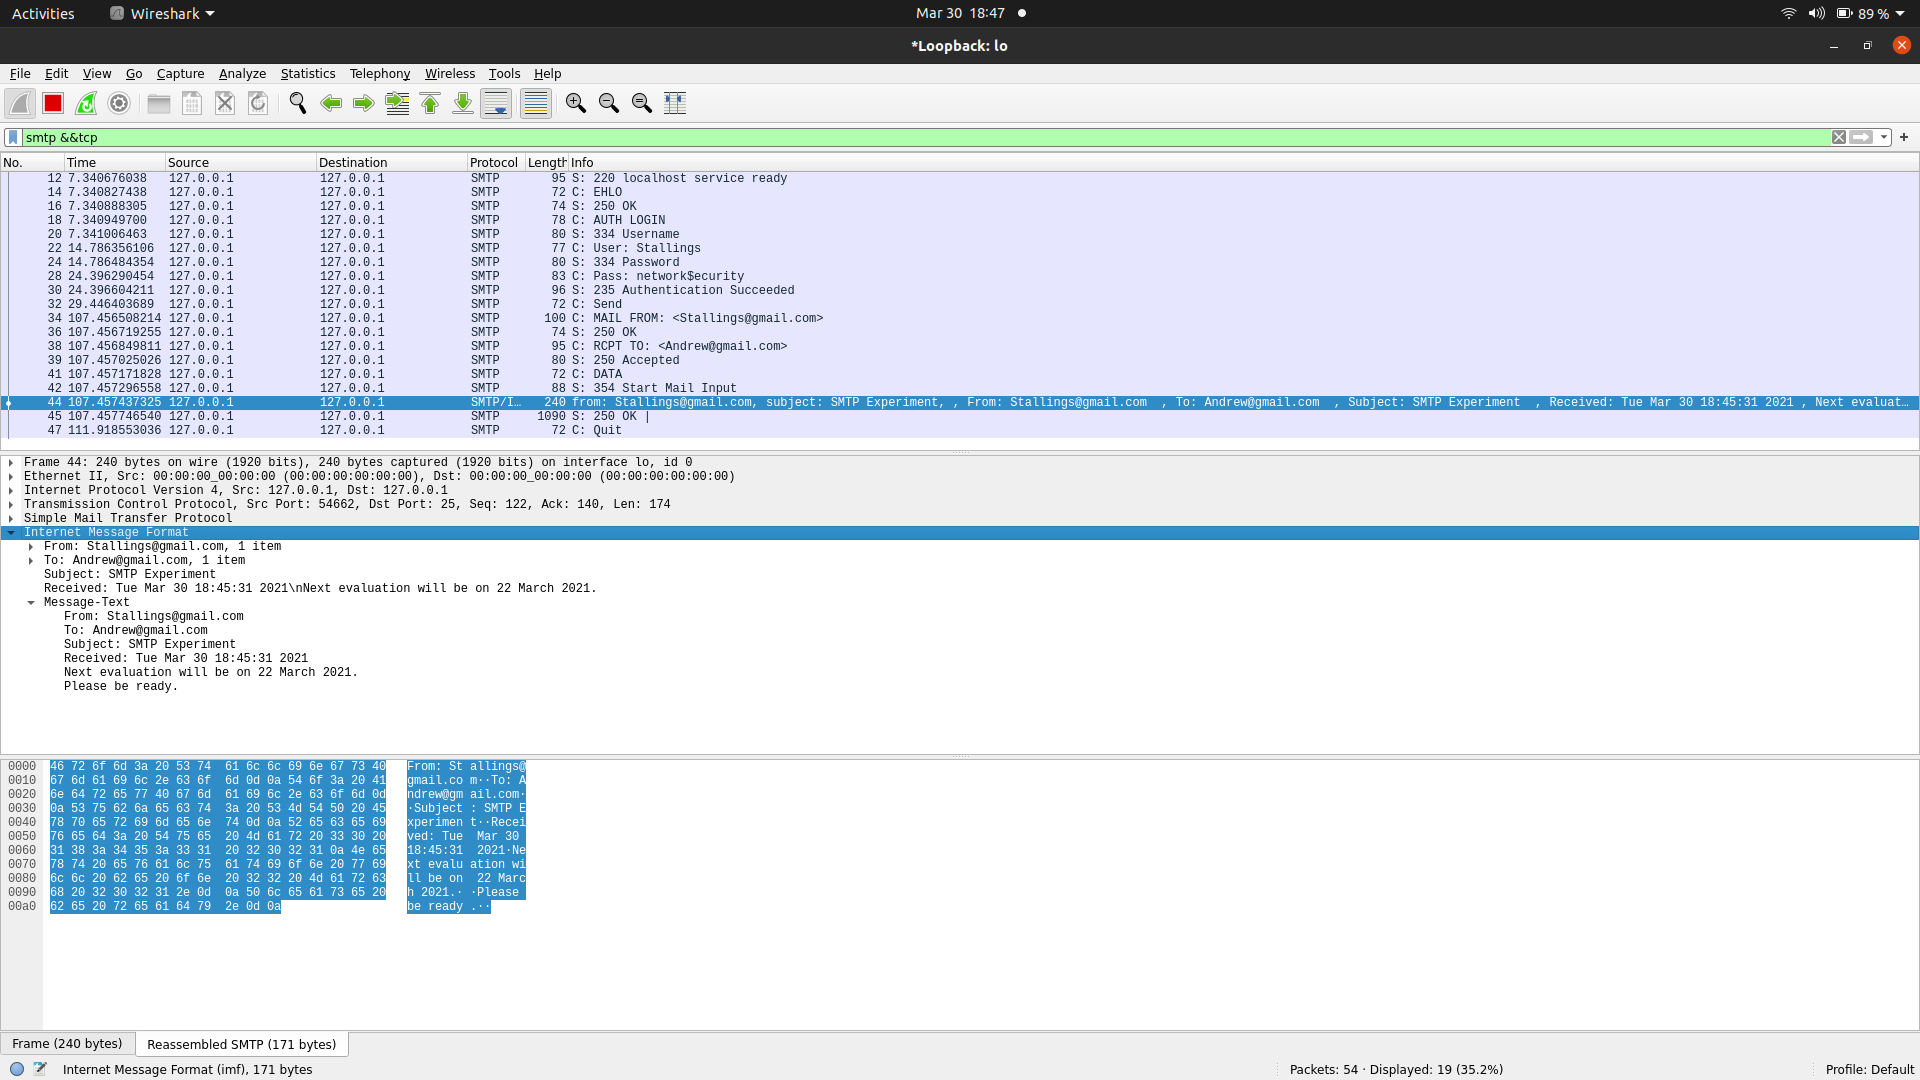 Activities Wireshark Mar 30 18:47 89 %
*Loopback: lo
File Edit View Go Capture Analyze Statistics Telephony Wireless Tools Help
smtp &&tcp +
No. Time Source Destination Protocol Length Info
12 7.340676038 127.0.0.1 127.0.0.1 SMTP 95 S: 220 localhost service ready
14 7.340827438 127.0.0.1 127.0.0.1 SMTP 72 C: EHLO
16 7.340888305 127.0.0.1 127.0.0.1 SMTP 74 S: 250 OK
18 7.340949700 127.0.0.1 127.0.0.1 SMTP 78 C: AUTH LOGIN
20 7.341006463 127.0.0.1 127.0.0.1 SMTP 80 S: 334 Username
22 14.786356106 127.0.0.1 127.0.0.1 SMTP 77 C: User: Stallings
24 14.786484354 127.0.0.1 127.0.0.1 SMTP 80 S: 334 Password
28 24.396290454 127.0.0.1 127.0.0.1 SMTP 83 C: Pass: network$ecurity
30 24.396604211 127.0.0.1 127.0.0.1 SMTP 96 S: 235 Authentication Succeeded
32 29.446403689 127.0.0.1 127.0.0.1 SMTP 72 C: Send
34 107.456508214 127.0.0.1 127.0.0.1 SMTP 100 C: MAIL FROM: <Stallings@gmail.com>
36 107.456719255 127.0.0.1 127.0.0.1 SMTP 74 S: 250 OK
38 107.456849811 127.0.0.1 127.0.0.1 SMTP 95 C: RCPT TO: <Andrew@gmail.com>
39 107.457025026 127.0.0.1 127.0.0.1 SMTP 80 S: 250 Accepted
41 107.457171828 127.0.0.1 127.0.0.1 SMTP 72 C: DATA
42 107.457296558 127.0.0.1 127.0.0.1 SMTP 88 S: 354 Start Mail Input
44 107.457437325 127.0.0.1 127.0.0.1 SMTP/I… 240 from: Stallings@gmail.com, subject: SMTP Experiment, , From: Stallings@gmail.com , To: Andrew@gmail.com , Subject: SMTP Experiment , Received: Tue Mar 30 18:45:31 2021 , Next evaluat…
45 107.457746540 127.0.0.1 127.0.0.1 SMTP 1090 S: 250 OK |
47 111.918553036 127.0.0.1 127.0.0.1 SMTP 72 C: Quit
Frame 44: 240 bytes on wire (1920 bits), 240 bytes captured (1920 bits) on interface lo, id 0
Ethernet II, Src: 00:00:00_00:00:00 (00:00:00:00:00:00), Dst: 00:00:00_00:00:00 (00:00:00:00:00:00)
Internet Protocol Version 4, Src: 127.0.0.1, Dst: 127.0.0.1
Transmission Control Protocol, Src Port: 54662, Dst Port: 25, Seq: 122, Ack: 140, Len: 174
Simple Mail Transfer Protocol
Internet Message Format
From: Stallings@gmail.com, 1 item
To: Andrew@gmail.com, 1 item
Subject: SMTP Experiment
Received: Tue Mar 30 18:45:31 2021\nNext evaluation will be on 22 March 2021.
Message-Text
From: Stallings@gmail.com
To: Andrew@gmail.com
Subject: SMTP Experiment
Received: Tue Mar 30 18:45:31 2021
Next evaluation will be on 22 March 2021.
Please be ready.
0000 46 72 6f 6d 3a 20 53 74 61 6c 6c 69 6e 67 73 40 From: St allings@
0010 67 6d 61 69 6c 2e 63 6f 6d 0d 0a 54 6f 3a 20 41 gmail.co m··To: A
0020 6e 64 72 65 77 40 67 6d 61 69 6c 2e 63 6f 6d 0d ndrew@gm ail.com·
0030 0a 53 75 62 6a 65 63 74 3a 20 53 4d 54 50 20 45 ·Subject : SMTP E
0040 78 70 65 72 69 6d 65 6e 74 0d 0a 52 65 63 65 69 xperimen t··Recei
0050 76 65 64 3a 20 54 75 65 20 4d 61 72 20 33 30 20 ved: Tue Mar 30
0060 31 38 3a 34 35 3a 33 31 20 32 30 32 31 0a 4e 65 18:45:31 2021·Ne
0070 78 74 20 65 76 61 6c 75 61 74 69 6f 6e 20 77 69 xt evalu ation wi
0080 6c 6c 20 62 65 20 6f 6e 20 32 32 20 4d 61 72 63 ll be on 22 Marc
0090 68 20 32 30 32 31 2e 0d 0a 50 6c 65 61 73 65 20 h 2021.· ·Please
00a0 62 65 20 72 65 61 64 79 2e 0d 0a be ready .··
Frame (240 bytes) Reassembled SMTP (171 bytes)
Internet Message Format (imf), 171 bytes Packets: 54 · Displayed: 19 (35.2%) Profile: Default